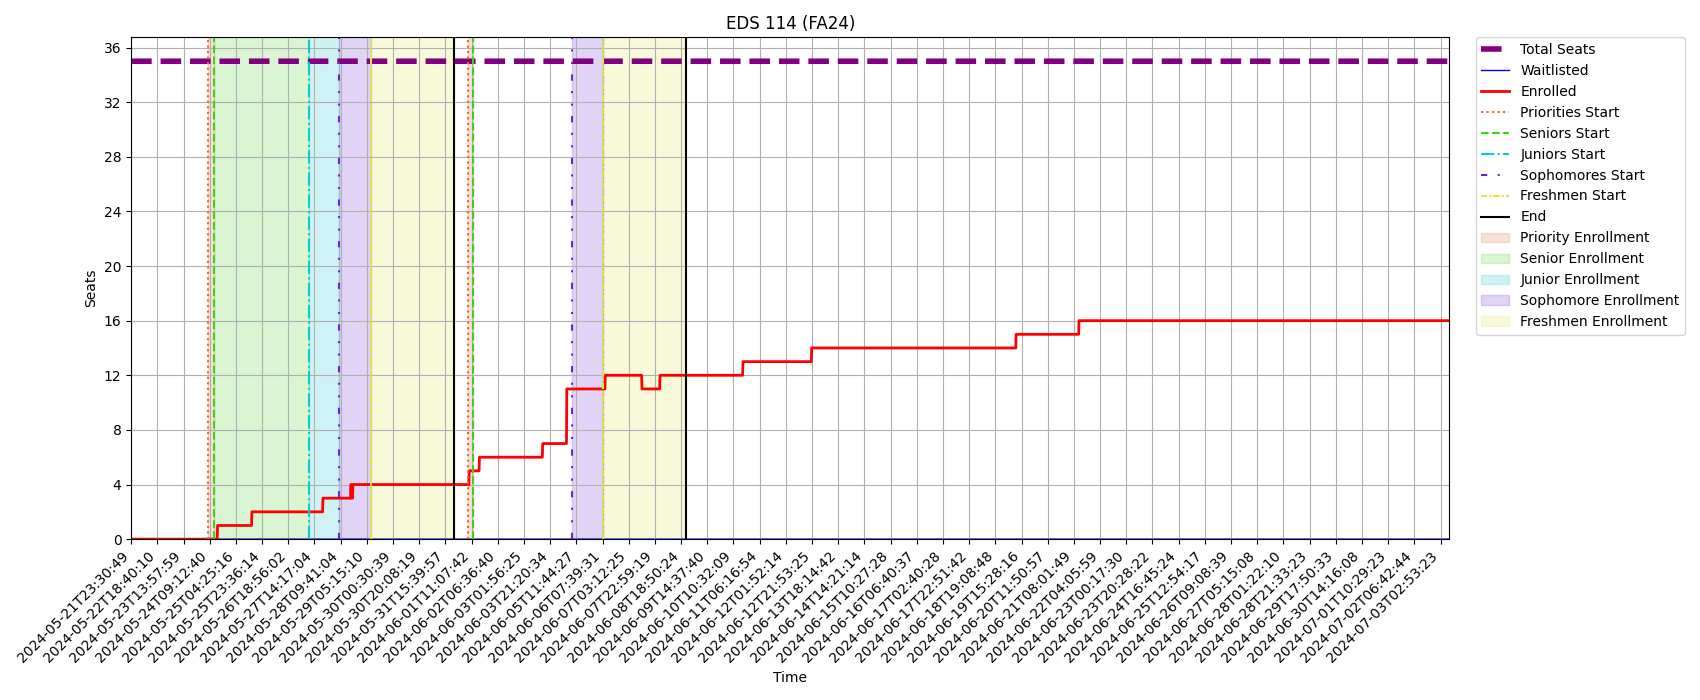 EDS 114 (FA24)
Seats
36
32
28
24
20
16
12
8
4
0
2024-05-21T23:30:49
2024-05-22T18:40:10
2024-05-23T13:57:59
2024-05-24T09:12:40
2024-05-25T04:25:16
2024-05-25T23:36:14
2024-05-26T18:56:02
2024-05-27T14:17:04
2024-05-28T09:41:04
2024-05-29T05:15:10
2024-05-30T00:30:39
2024-05-30T20:08:19
2024-05-31T15:39:57
2024-06-01T11:07:42
2024-06-02T06:36:40
2024-06-03T01:56:25
2024-06-03T21:20:34
2024-06-05T11:44:27
2024-06-06T07:39:31
2024-06-07T03:12:25
2024-06-07T22:59:19
2024-06-08T18:50:24
2024-06-09T14:37:40
2024-06-10T10:32:09
2024-06-11T06:16:54
2024-06-12T01:52:14
2024-06-12T21:53:25
2024-06-13T18:14:42
2024-06-14T14:21:14
2024-06-15T10:27:28
2024-06-16T06:40:37
2024-06-17T02:40:28
2024-06-17T22:51:42
2024-06-18T19:08:48
2024-06-19T15:28:16
2024-06-20T11:50:57
2024-06-21T08:01:49
2024-06-22T04:05:59
2024-06-23T00:17:30
2024-06-23T20:28:22
2024-06-24T16:45:24
2024-06-25T12:54:17
2024-06-26T09:08:39
2024-06-27T05:15:08
2024-06-28T01:22:10
2024-06-28T21:33:23
2024-06-29T17:50:33
2024-06-30T14:16:08
2024-07-01T10:29:23
2024-07-02T06:42:44
2024-07-03T02:53:23
Time
Total Seats
Waitlisted
Enrolled
Priorities Start
Seniors Start
Juniors Start
Sophomores Start
Freshmen Start
End
Priority Enrollment
Senior Enrollment
Junior Enrollment
Sophomore Enrollment
Freshmen Enrollment